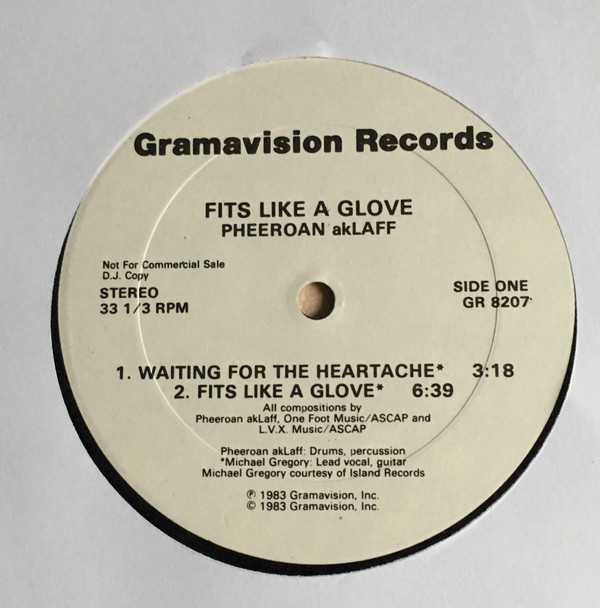 Gramavision Records
FITS LIKE A GLOVE
PHEEROAN akLAFF
Not For Commercial Sale
D.J. Copy
STEREO
33 1/3 RPM
SIDE ONE
GR 8207
1. WAITING FOR THE HEARTACHE* 3:18
2. FITS LIKE A GLOVE* 6:39
All compositions by
Pheeroan akLaff, One Foot Music/ASCAP and
L.V.X. Music/ASCAP
Pheeroan akLaff: Drums, percussion
*Michael Gregory: Lead vocal, guitar
Michael Gregory courtesy of Island Records
℗ 1983 Gramavision, Inc.
© 1983 Gramavision, Inc.